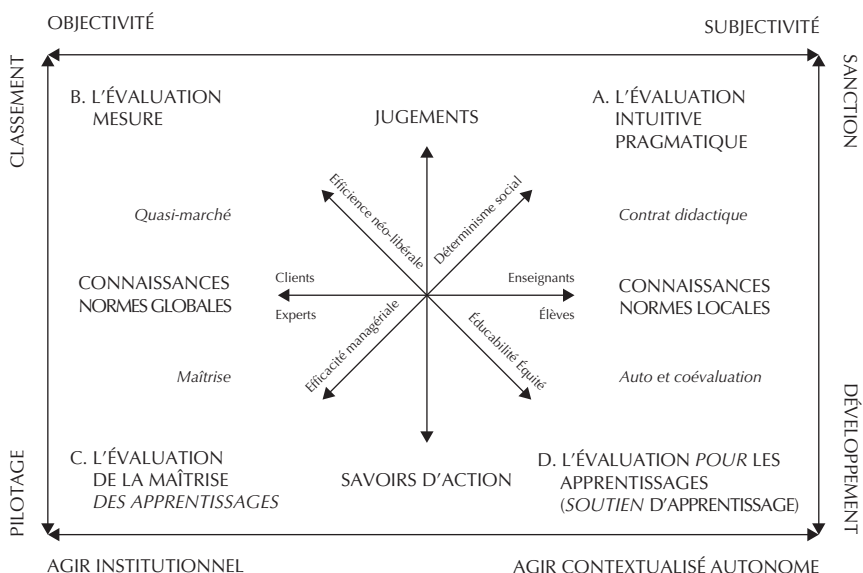 OBJECTIVITÉ
SUBJECTIVITÉ
CLASSEMENT
SANCTION
B. L'ÉVALUATION
MESURE
JUGEMENTS
A. L'ÉVALUATION
INTUITIVE
PRAGMATIQUE
Efficience néo-libérale
Déterminisme social
Quasi-marché
Contrat didactique
CONNAISSANCES
NORMES GLOBALES
Clients
Experts
Enseignants
Élèves
CONNAISSANCES
NORMES LOCALES
Efficacité managériale
Éducabilité Équité
Maîtrise
Auto et coévaluation
PILOTAGE
DÉVELOPPEMENT
C. L'ÉVALUATION
DE LA MAÎTRISE
DES APPRENTISSAGES
SAVOIRS D'ACTION
D. L'ÉVALUATION POUR LES
APPRENTISSAGES
(SOUTIEN D'APPRENTISSAGE)
AGIR INSTITUTIONNEL
AGIR CONTEXTUALISÉ AUTONOME